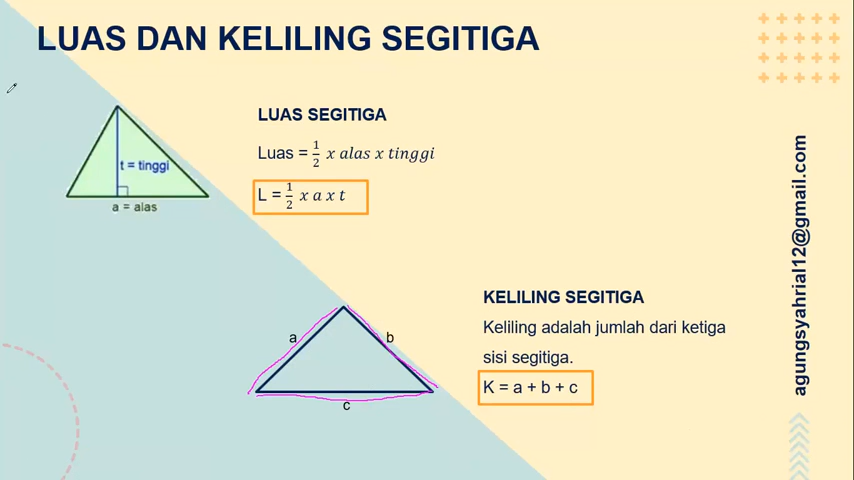 LUAS DAN KELILING SEGITIGA
t = tinggi
a = alas
LUAS SEGITIGA
Luas = 1/2 x alas x tinggi
L = 1/2 x a x t
a
b
c
KELILING SEGITIGA
Keliling adalah jumlah dari ketiga
sisi segitiga.
K = a + b + c
agungsyahrial12@gmail.com